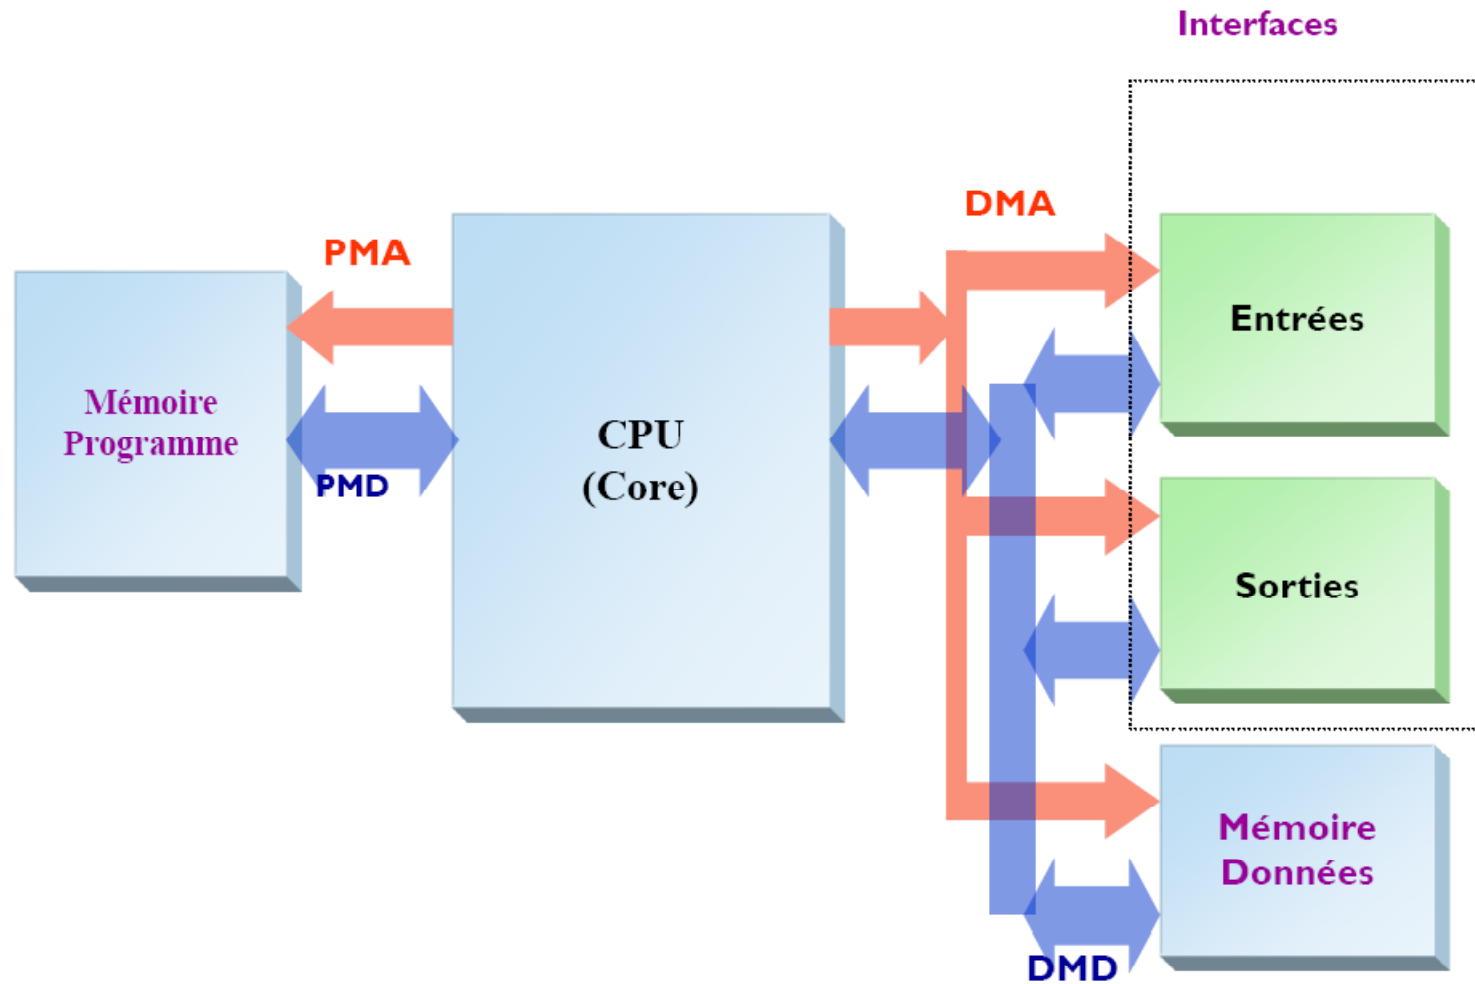 Interfaces
DMA
PMA
Entrées
Mémoire
Programme
CPU
(Core)
PMD
Sorties
Mémoire
Données
DMD